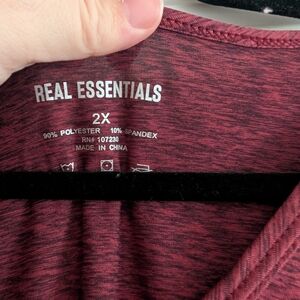 REAL ESSENTIALS
2X
90% POLYESTER 10% SPANDEX
RN# 107230
MADE IN CHINA